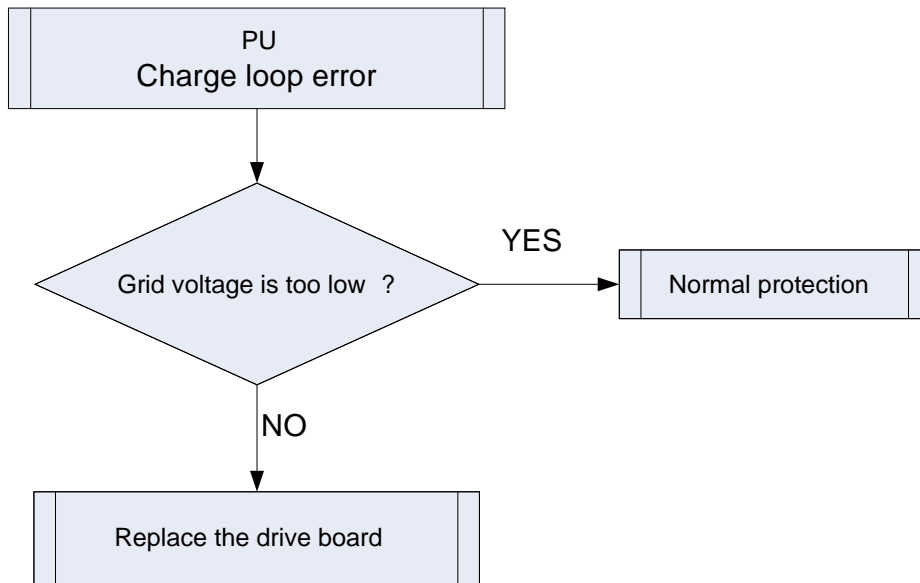 PU
Charge loop error
Grid voltage is too low ?
YES
Normal protection
NO
Replace the drive board